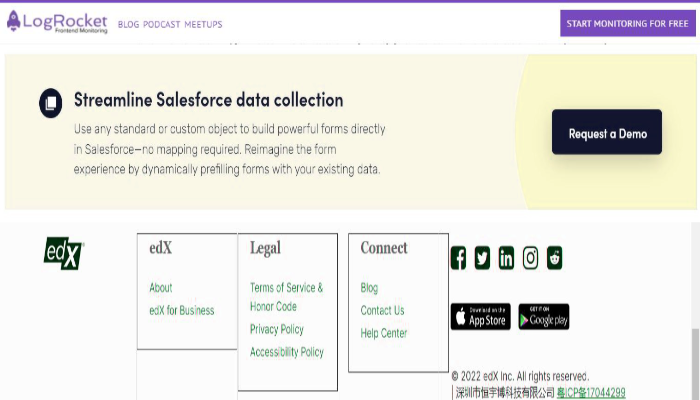 LogRocket
Frontend Monitoring
BLOG PODCAST MEETUPS
START MONITORING FOR FREE
Streamline Salesforce data collection
Use any standard or custom object to build powerful forms directly
in Salesforce—no mapping required. Reimagine the form
experience by dynamically prefilling forms with your existing data.
Request a Demo
edX
edX
About
edX for Business
Legal
Terms of Service &
Honor Code
Privacy Policy
Accessibility Policy
Connect
Blog
Contact Us
Help Center
Download on the
App Store
GET IT ON
Google play
© 2022 edX Inc. All rights reserved.
| 深圳市恒宇博科技有限公司 粤ICP备17044299